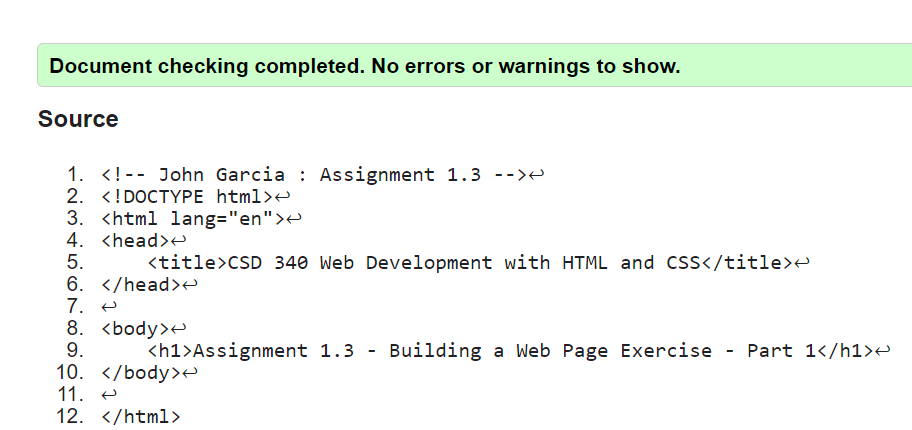 Document checking completed. No errors or warnings to show.
Source
1. <!-- John Garcia : Assignment 1.3 -->↩
2. <!DOCTYPE html>↩
3. <html lang="en">↩
4. <head>↩
5.     <title>CSD 340 Web Development with HTML and CSS</title>↩
6. </head>↩
7. ↩
8. <body>↩
9.     <h1>Assignment 1.3 - Building a Web Page Exercise - Part 1</h1>↩
10. </body>↩
11. ↩
12. </html>